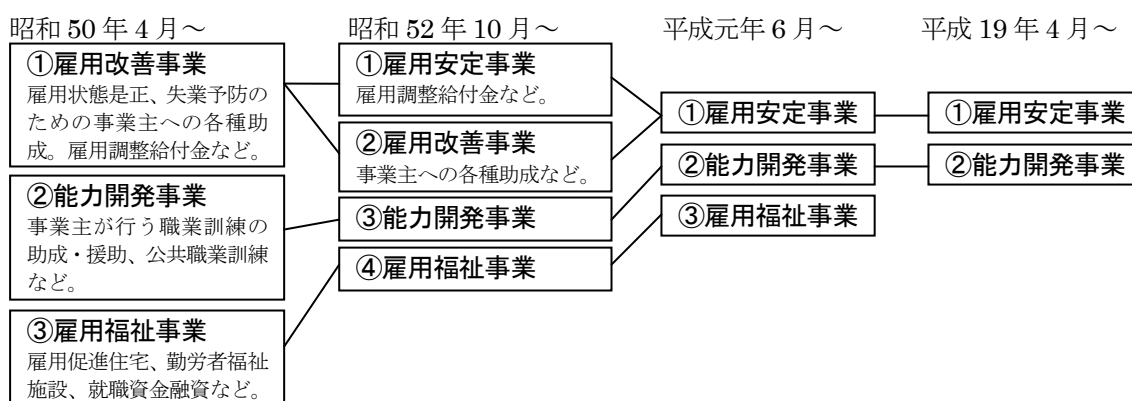 昭和 50 年 4 月～
①雇用改善事業
雇用状態是正、失業予防の
ための事業主への各種助
成。雇用調整給付金など。
②能力開発事業
事業主が行う職業訓練の
助成・援助、公共職業訓練
など。
③雇用福祉事業
雇用促進住宅、勤労者福祉
施設、就職資金融資など。
昭和 52 年 10 月～
①雇用安定事業
雇用調整給付金など。
②雇用改善事業
事業主への各種助成など。
③能力開発事業
④雇用福祉事業
平成元年 6 月～
①雇用安定事業
②能力開発事業
③雇用福祉事業
平成 19 年 4 月～
①雇用安定事業
②能力開発事業